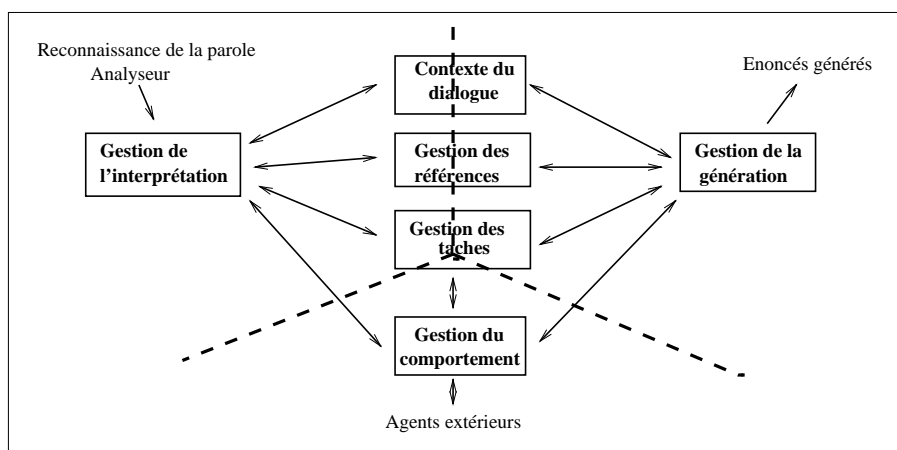 Reconnaissance de la parole
Analyseur
Contexte du
dialogue
Enoncés générés
Gestion de
l'interprétation
Gestion des
références
Gestion de la
génération
Gestion des
taches
Gestion du
comportement
Agents extérieurs